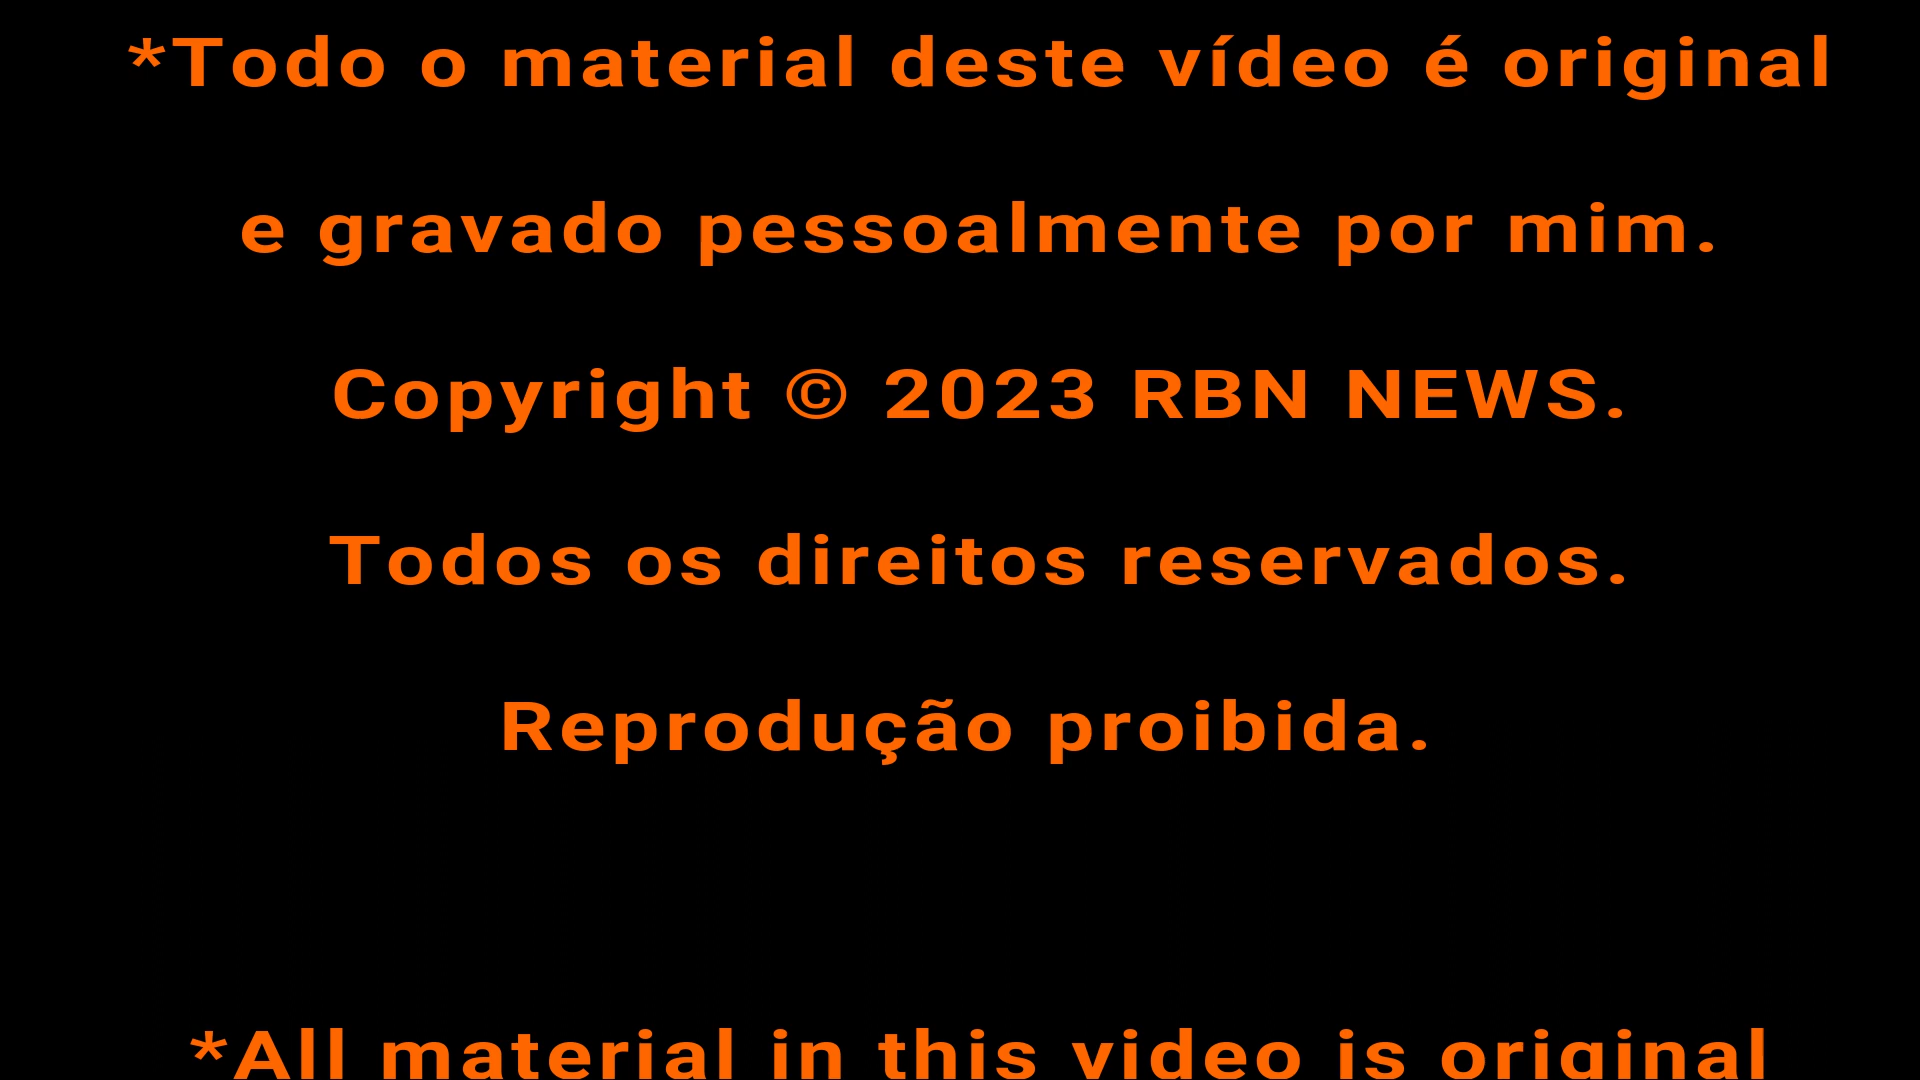 *Todo o material deste vídeo é original
e gravado pessoalmente por mim.
Copyright © 2023 RBN NEWS.
Todos os direitos reservados.
Reprodução proibida.
*All material in this video is original